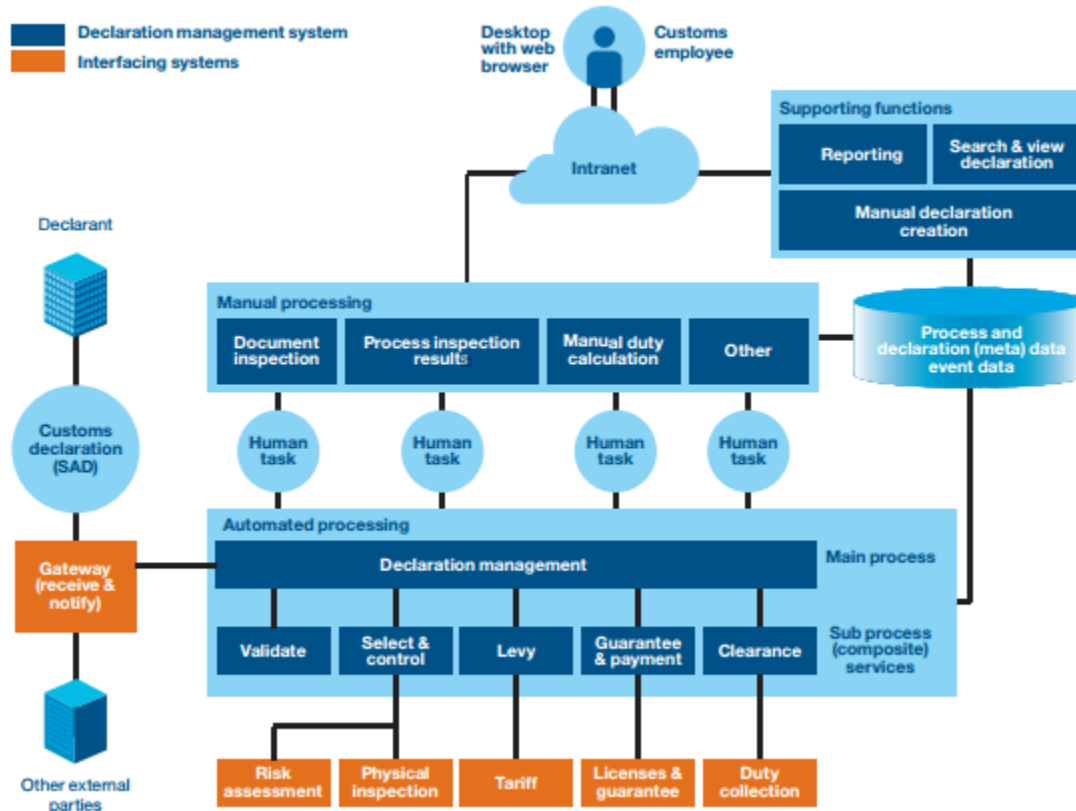 Declaration management system
Interfacing systems
Desktop
with web
browser
Customs
employee
Intranet
Supporting functions
Reporting
Search & view
declaration
Manual declaration
creation
Declarant
Manual processing
Document
inspection
Process inspection
results
Manual duty
calculation
Other
Process and
declaration (meta) data
event data
Customs
declaration
(SAD)
Human
task
Human
task
Human
task
Human
task
Automated processing
Gateway
(receive &
notify)
Declaration management
Main process
Validate
Select &
control
Levy
Guarantee
& payment
Clearance
Sub process
(composite)
services
Other external
parties
Risk
assessment
Physical
inspection
Tariff
Licenses &
guarantee
Duty
collection